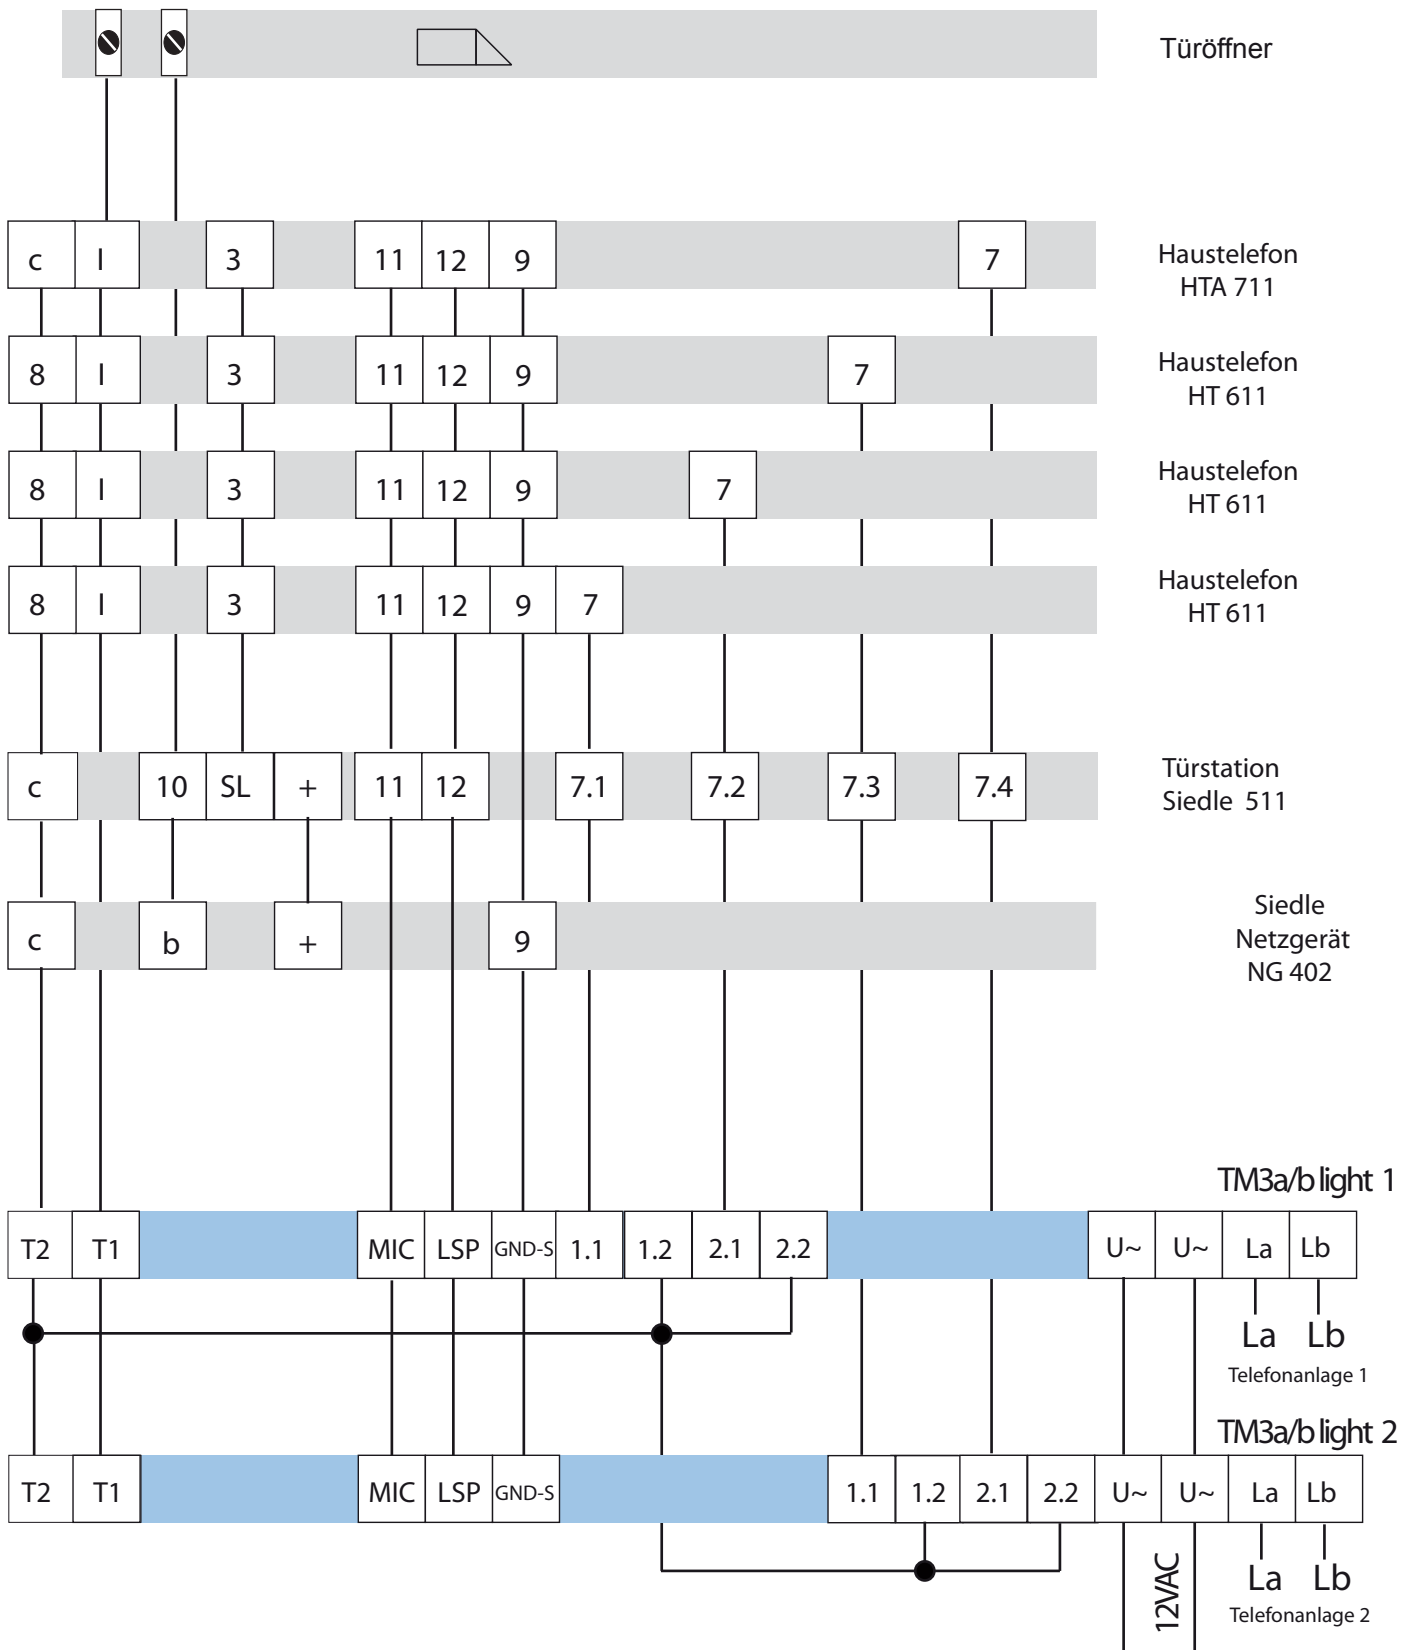 Türöffner
c I 3 11 12 9 7
Haustelefon
HTA 711
8 I 3 11 12 9 7
Haustelefon
HT 611
8 I 3 11 12 9 7
Haustelefon
HT 611
8 I 3 11 12 9 7
Haustelefon
HT 611
c 10 SL + 11 12 7.1 7.2 7.3 7.4
Türstation
Siedle 511
c b + 9
Siedle
Netzgerät
NG 402
TM3a/b light 1
T2 T1 MIC LSP GND-S 1.1 1.2 2.1 2.2 U~ U~ La Lb
La Lb
Telefonanlage 1
TM3a/b light 2
T2 T1 MIC LSP GND-S 1.1 1.2 2.1 2.2 U~ U~ La Lb
12VAC
La Lb
Telefonanlage 2